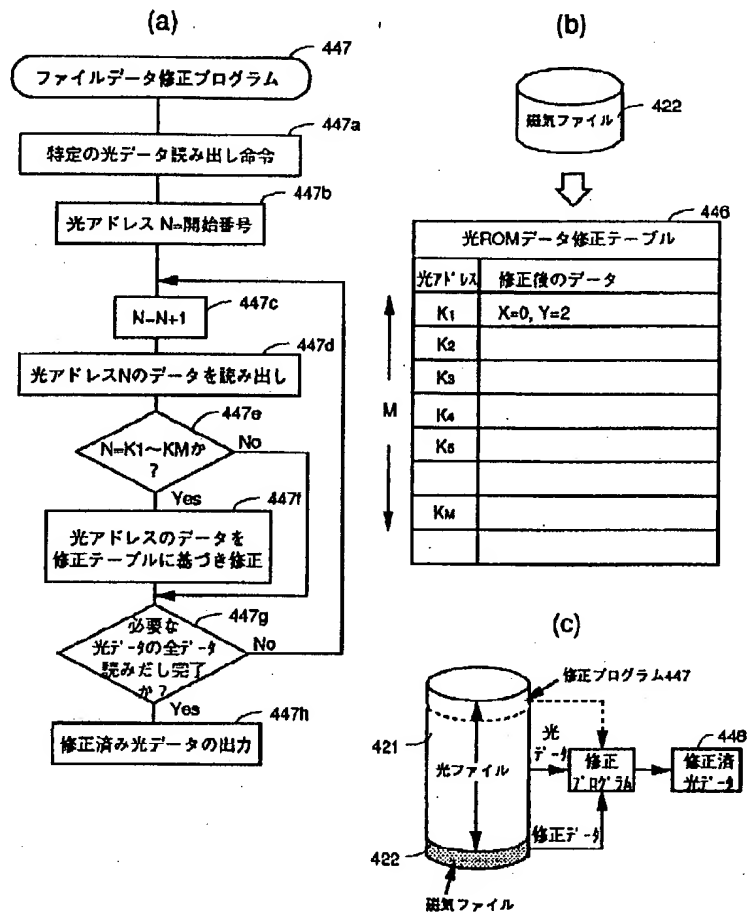 (a)
447
ファイルデータ修正プログラム
447a
特定の光データ読み出し命令
447b
光アドレス N=開始番号
447c
N=N+1
447d
光アドレスNのデータを読み出し
447e
N=K1～KMか
?
No
Yes
447f
光アドレスのデータを
修正テーブルに基づき修正
447g
必要な
光データの全データ
読みだし完了
か?
No
Yes
447h
修正済み光データの出力
(b)
磁気ファイル
422
446
光ROMデータ修正テーブル
光アドレス 修正後のデータ
K1 X=0, Y=2
K2
K3
M
K4
K5
KM
(c)
修正プログラム447
421
光ファイル
光
データ
修正
プログラム
448
修正済
光データ
修正データ
422
磁気ファイル